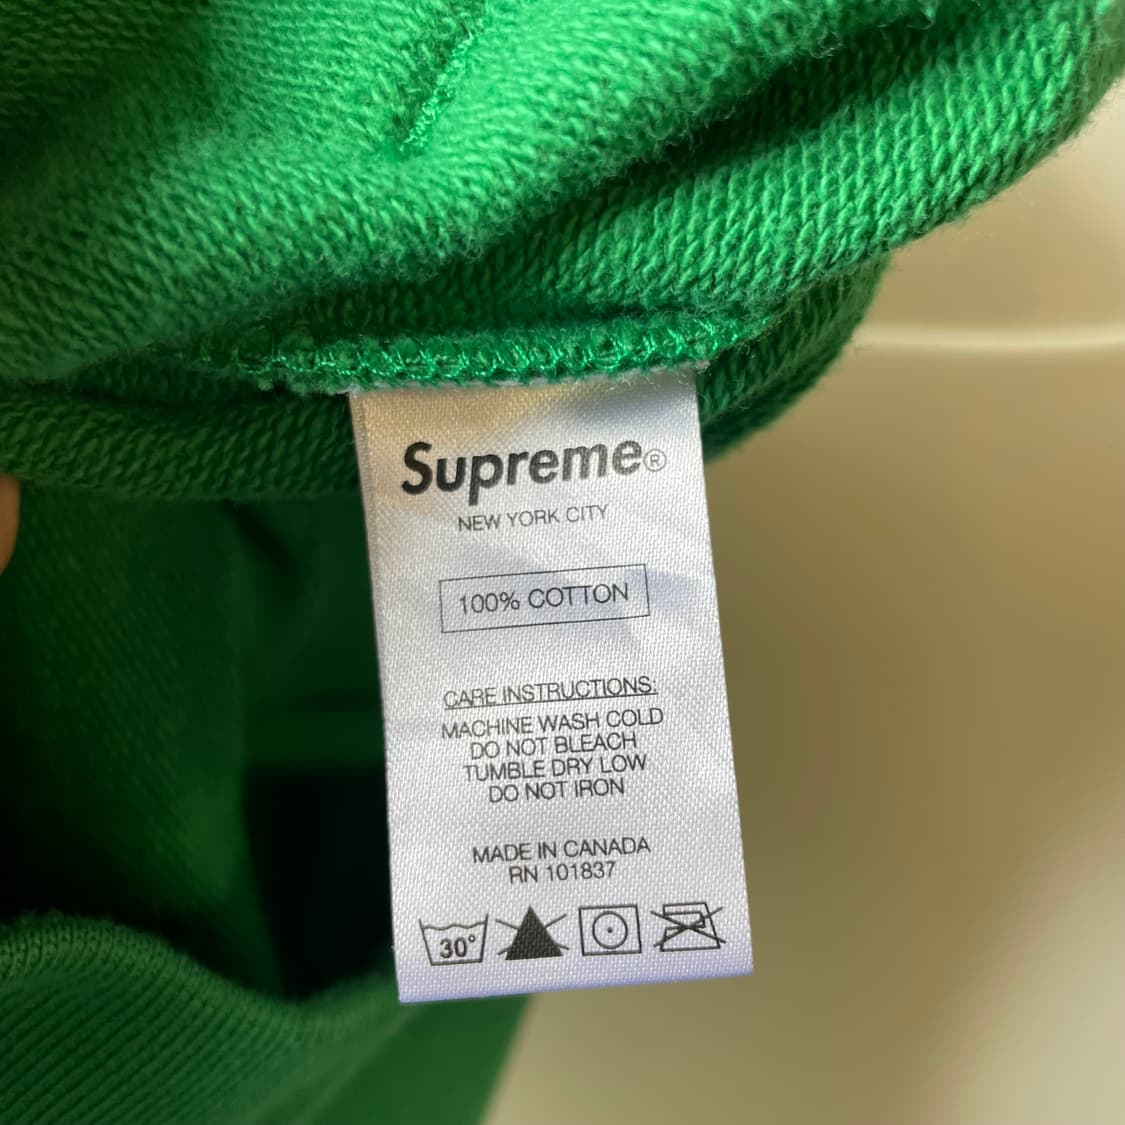 Supreme®
NEW YORK CITY
100% COTTON
CARE INSTRUCTIONS:
MACHINE WASH COLD
DO NOT BLEACH
TUMBLE DRY LOW
DO NOT IRON
MADE IN CANADA
RN 101837
30°